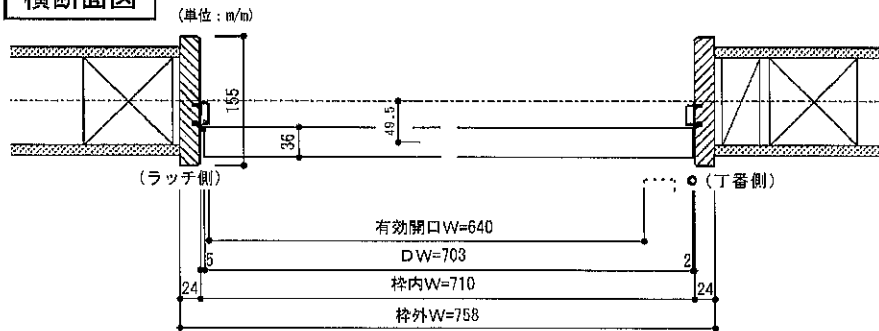 横断面図
(単位：m/m)
155
36
49.5
(ラッチ側)
(丁番側)
有効開口W=640
5
DW=703
2
24
枠内W=710
24
枠外W=758